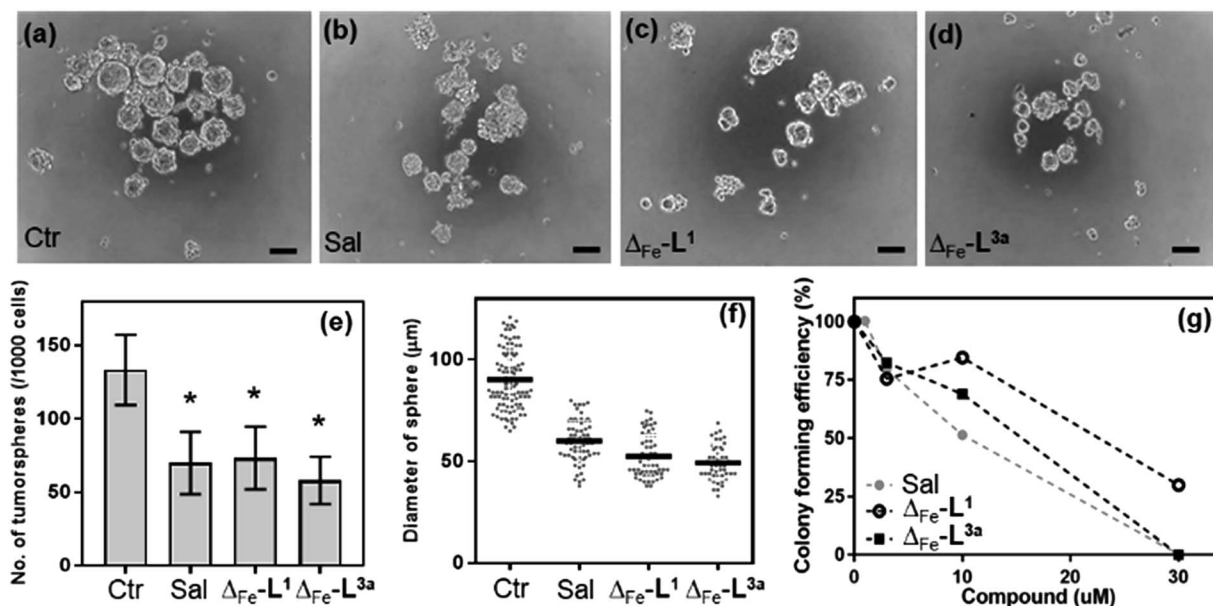 (a)
Ctr
(b)
Sal
(c)
ΔFe-L1
(d)
ΔFe-L3a
(e)
No. of tumorspheres (/1000 cells)
150
100
50
0
*
*
*
Ctr Sal ΔFe-L1 ΔFe-L3a
(f)
Diameter of sphere (μm)
100
50
0
Ctr Sal ΔFe-L1 ΔFe-L3a
(g)
Colony forming efficiency (%)
100
75
50
25
0
Sal
ΔFe-L1
ΔFe-L3a
0 10 20 30
Compound (uM)